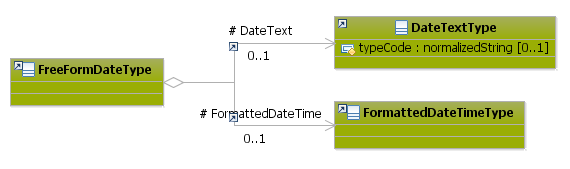 # DateText
DateTextType
typeCode : normalizedString [0..1]
0..1
FreeFormDateType
# FormattedDateTime
FormattedDateTimeType
0..1